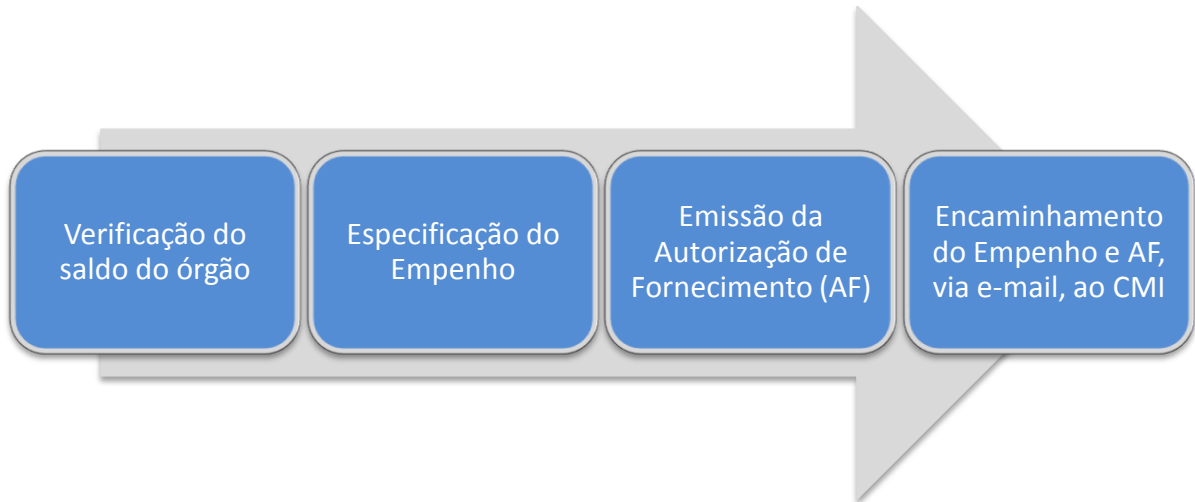 Verificação do
saldo do órgão
Especificação do
Empenho
Emissão da
Autorização de
Fornecimento (AF)
Encaminhamento
do Empenho e AF,
via e-mail, ao CMI